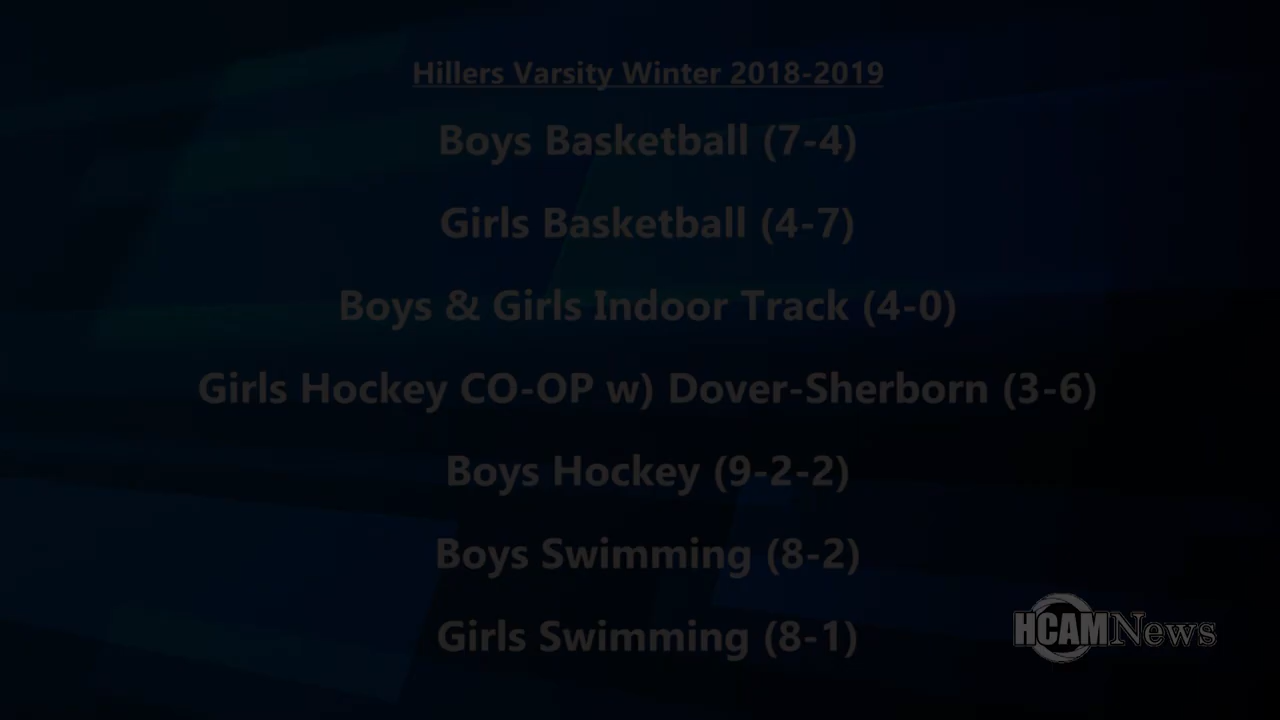 Hillers Varsity Winter 2018-2019
Boys Basketball (7-4)
Girls Basketball (4-7)
Boys & Girls Indoor Track (4-0)
Girls Hockey CO-OP w) Dover-Sherborn (3-6)
Boys Hockey (9-2-2)
Boys Swimming (8-2)
Girls Swimming (8-1)
HCAM News